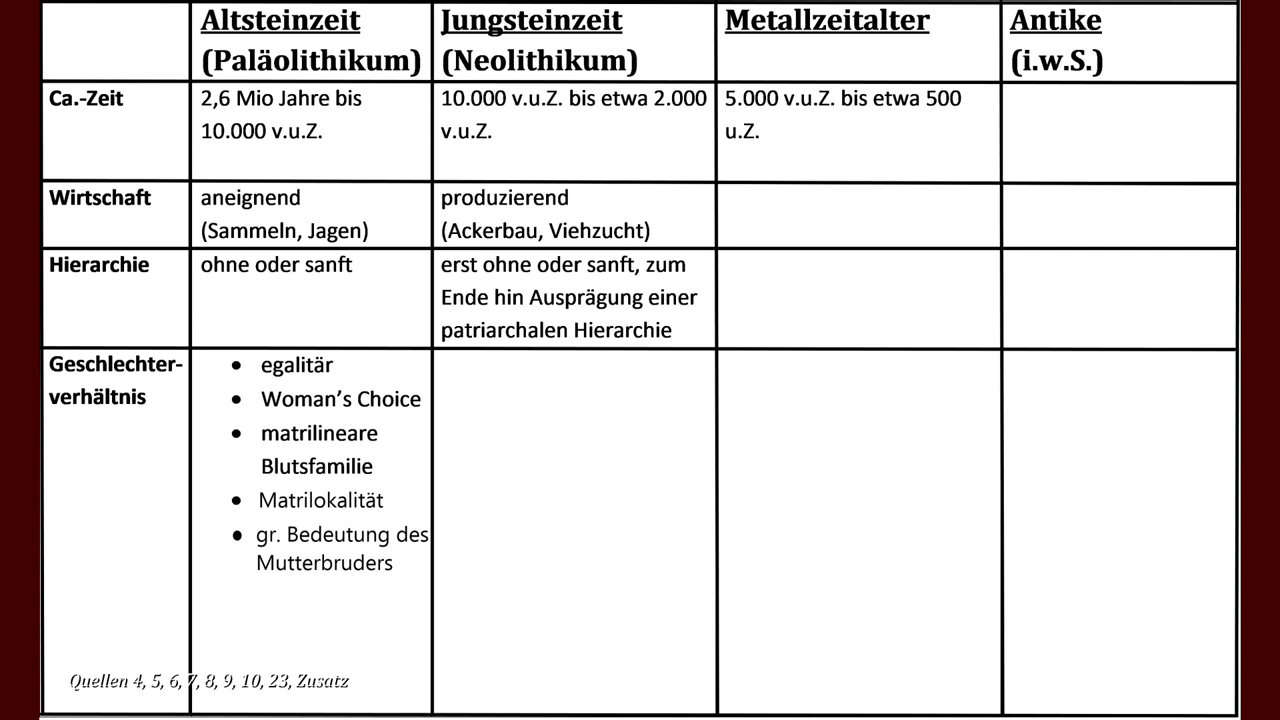 Altsteinzeit
(Paläolithikum)
Jungsteinzeit
(Neolithikum)
Metallzeitalter
Antike
(i.w.S.)
Ca.-Zeit
2,6 Mio Jahre bis
10.000 v.u.Z.
10.000 v.u.Z. bis etwa 2.000
v.u.Z.
5.000 v.u.Z. bis etwa 500
u.Z.
Wirtschaft
aneignend
(Sammeln, Jagen)
produzierend
(Ackerbau, Viehzucht)
Hierarchie
ohne oder sanft
erst ohne oder sanft, zum
Ende hin Ausprägung einer
patriarchalen Hierarchie
Geschlechter-
verhältnis
• egalitär
• Woman’s Choice
• matrilineare
Blutsfamilie
• Matrilokalität
• gr. Bedeutung des
Mutterbruders
Quellen 4, 5, 6, 7, 8, 9, 10, 23, Zusatz